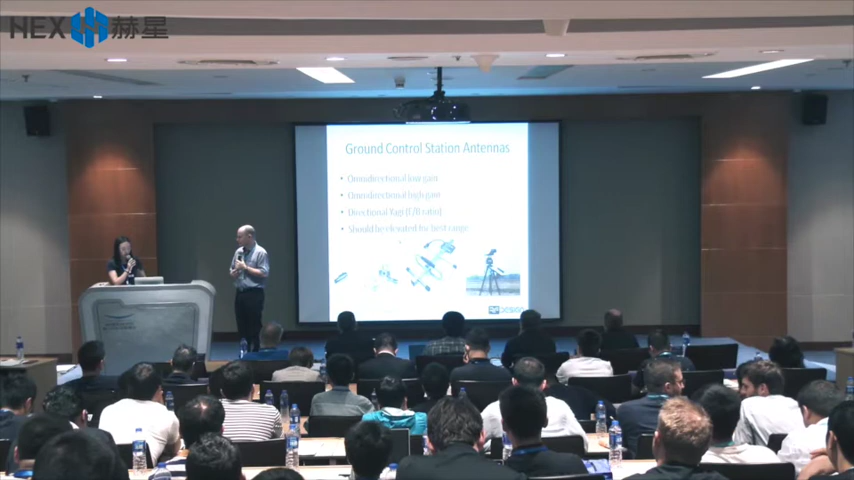 HEX 赫星
Ground Control Station Antennas
• Omnidirectional low gain
• Omnidirectional high gain
• Directional Yagi (F/B ratio)
• Should be elevated for best range